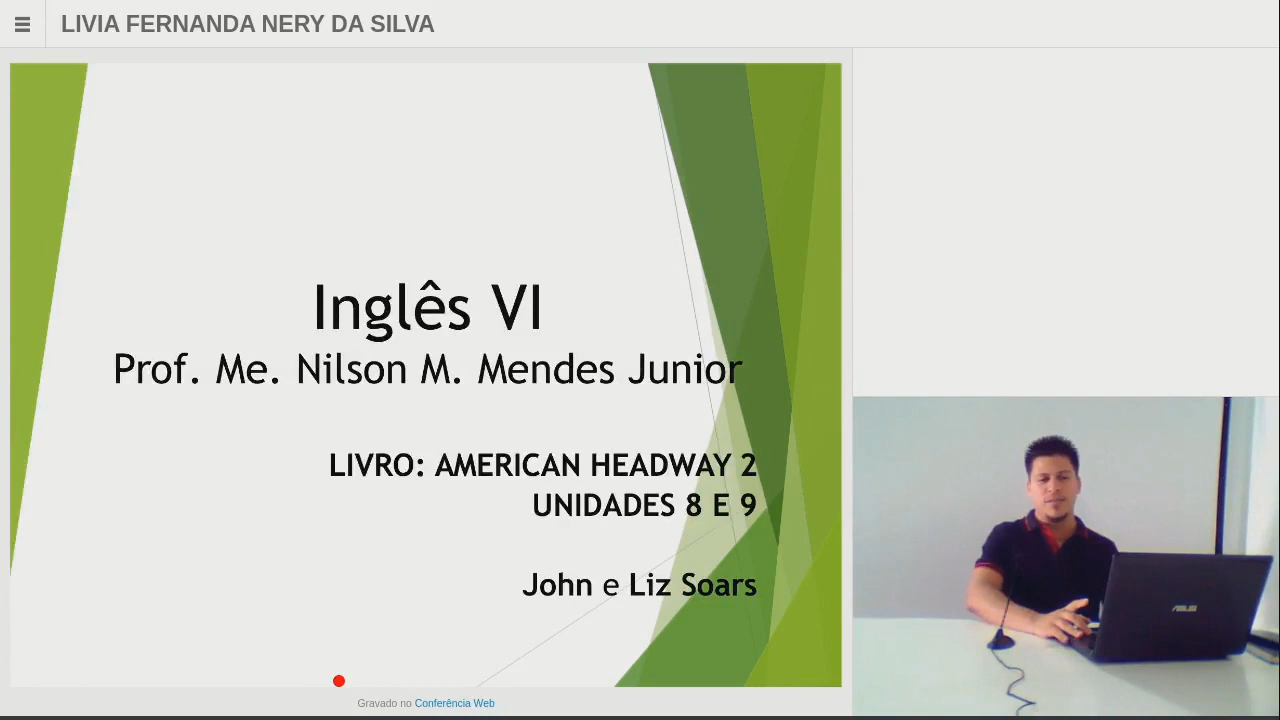 LIVIA FERNANDA NERY DA SILVA
Inglês VI
Prof. Me. Nilson M. Mendes Junior
LIVRO: AMERICAN HEADWAY 2
UNIDADES 8 E 9
John e Liz Soars
ASUS
Gravado no Conferência Web